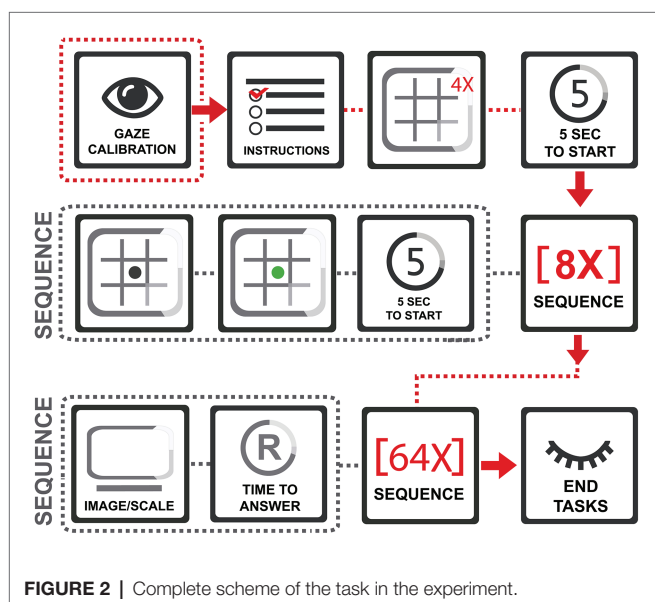 GAZE
CALIBRATION
INSTRUCTIONS
4X
5
5 SEC
TO START
SEQUENCE
5
5 SEC
TO START
[8X]
SEQUENCE
SEQUENCE
IMAGE/SCALE
R
TIME TO
ANSWER
[64X]
SEQUENCE
END
TASKS
FIGURE 2 | Complete scheme of the task in the experiment.